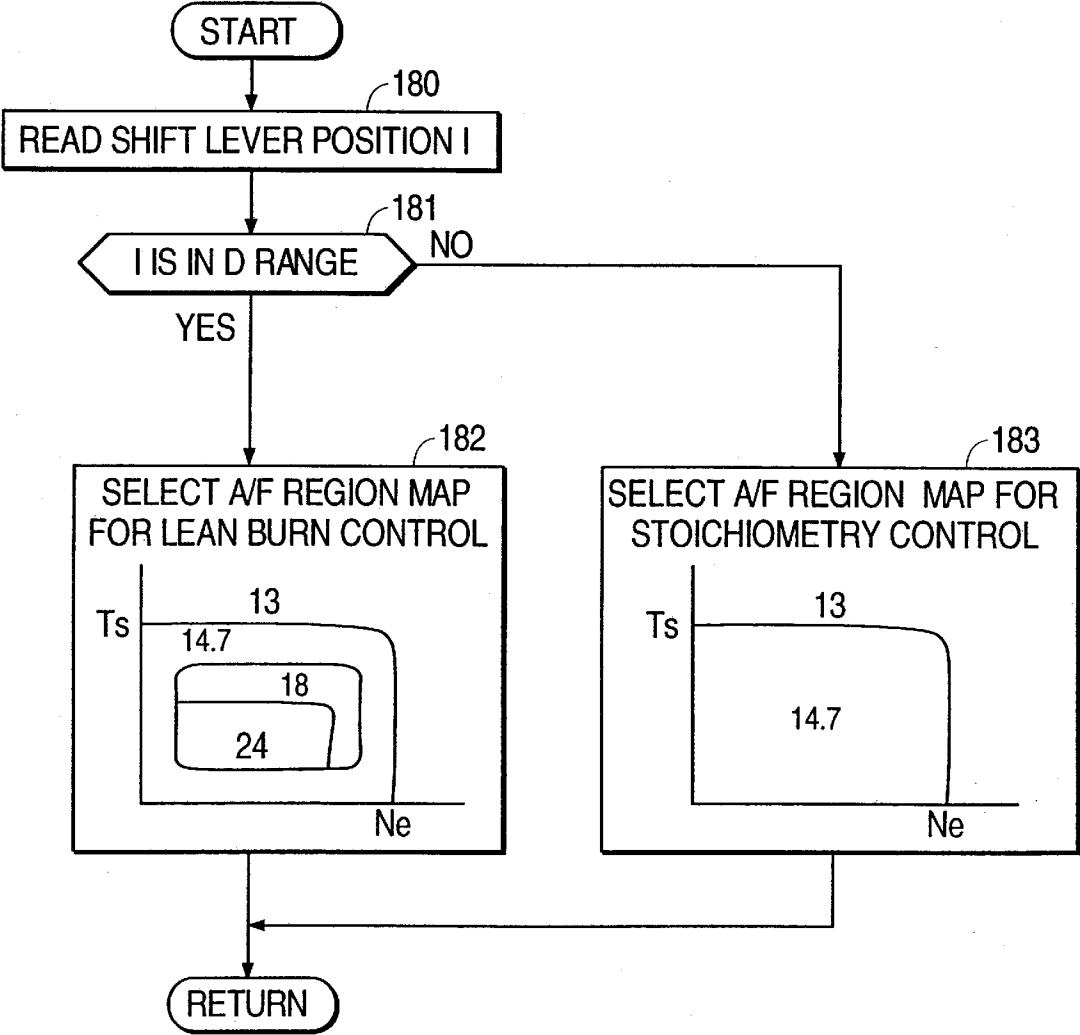 START
180
READ SHIFT LEVER POSITION I
181
I IS IN D RANGE
NO
YES
182
SELECT A/F REGION MAP
FOR LEAN BURN CONTROL
13
Ts
14.7
18
24
Ne
183
SELECT A/F REGION MAP FOR
STOICHIOMETRY CONTROL
13
Ts
14.7
Ne
RETURN